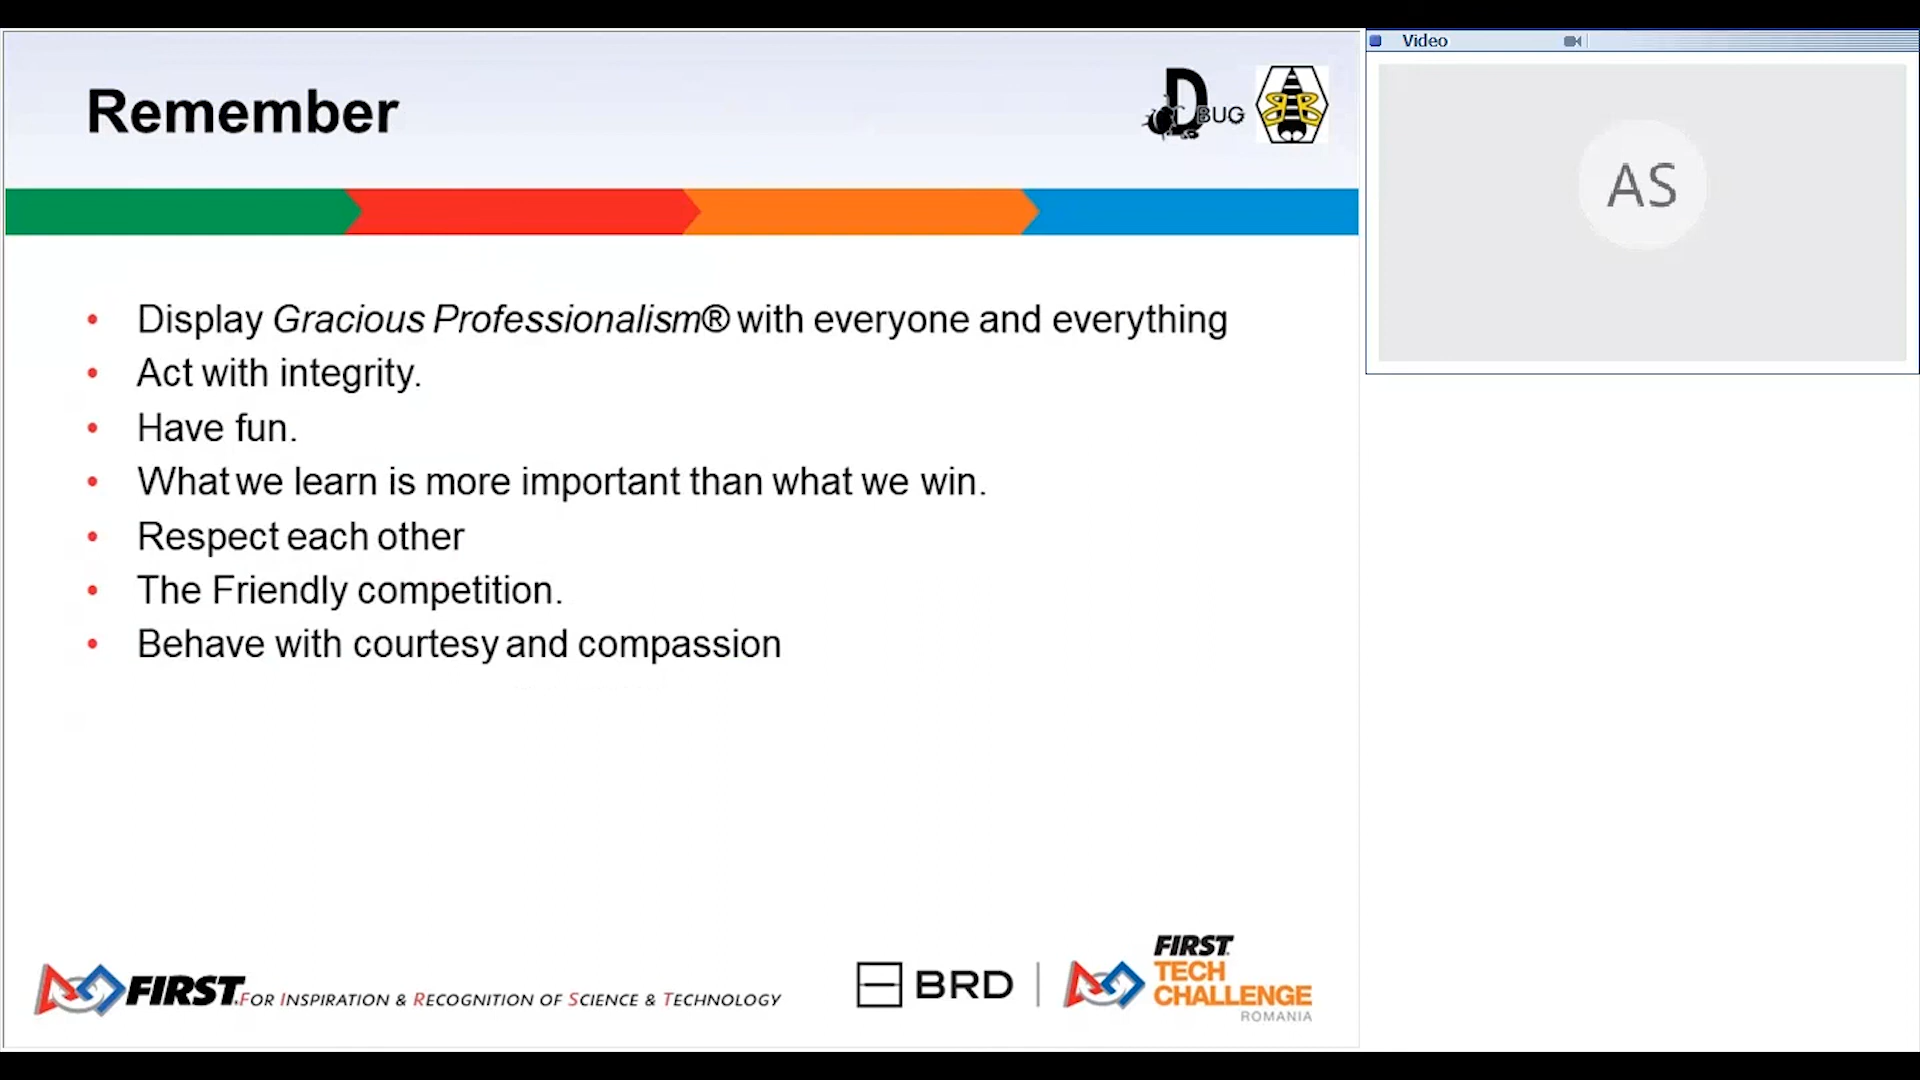 Remember
D BUG
Video
AS
• Display Gracious Professionalism® with everyone and everything
• Act with integrity.
• Have fun.
• What we learn is more important than what we win.
• Respect each other
• The Friendly competition.
• Behave with courtesy and compassion
FIRST® FOR INSPIRATION & RECOGNITION OF SCIENCE & TECHNOLOGY
BRD
FIRST®
TECH
CHALLENGE
ROMANIA